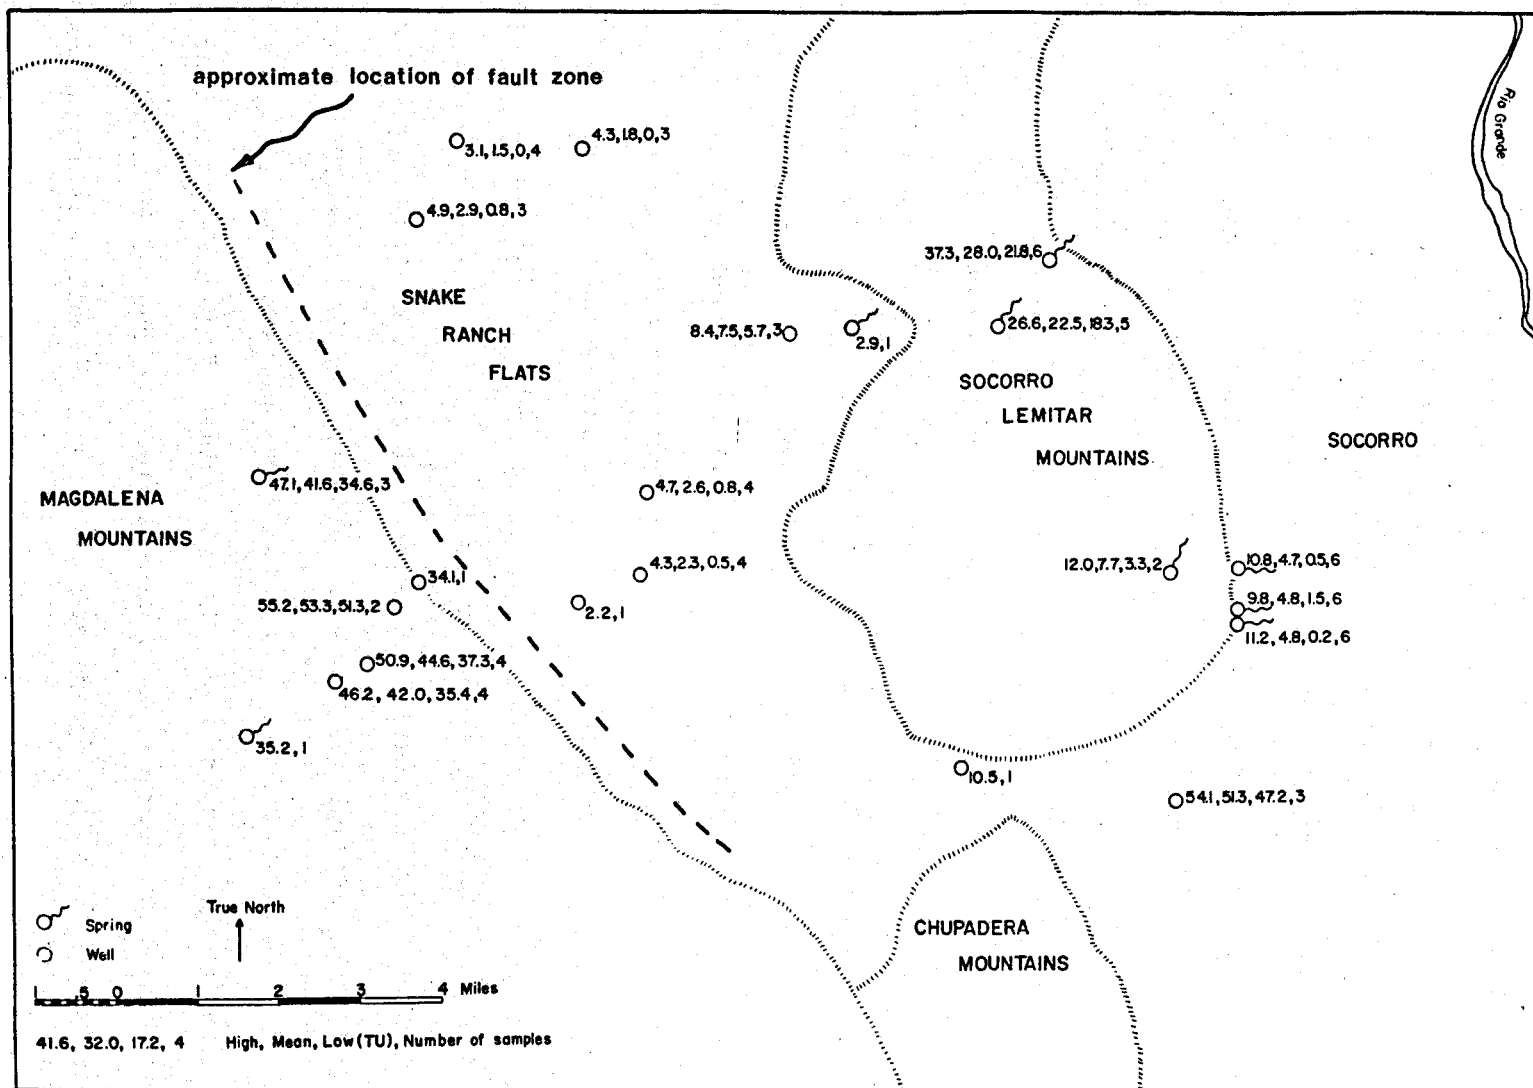 approximate location of fault zone
Rio Grande
3.1, 1.5, 0, 4
4.3, 1.8, 0, 3
4.9, 2.9, 0.8, 3
37.3, 28.0, 21.8, 6
SNAKE
RANCH
FLATS
8.4, 7.5, 5.7, 3
2.9, 1
26.6, 22.5, 18.3, 5
SOCORRO
LEMITAR
MOUNTAINS
SOCORRO
MAGDALENA
MOUNTAINS
47.1, 41.6, 34.6, 3
4.7, 2.6, 0.8, 4
34.1, 1
4.3, 2.3, 0.5, 4
12.0, 7.7, 3.3, 2
10.8, 4.7, 0.5, 6
55.2, 53.3, 51.3, 2
2.2, 1
9.8, 4.8, 1.5, 6
11.2, 4.8, 0.2, 6
50.9, 44.6, 37.3, 4
46.2, 42.0, 35.4, 4
35.2, 1
10.5, 1
54.1, 51.3, 47.2, 3
CHUPADERA
MOUNTAINS
True North
Spring
Well
1 .5 0 1 2 3 4 Miles
41.6, 32.0, 17.2, 4 High, Mean, Low (TU), Number of samples